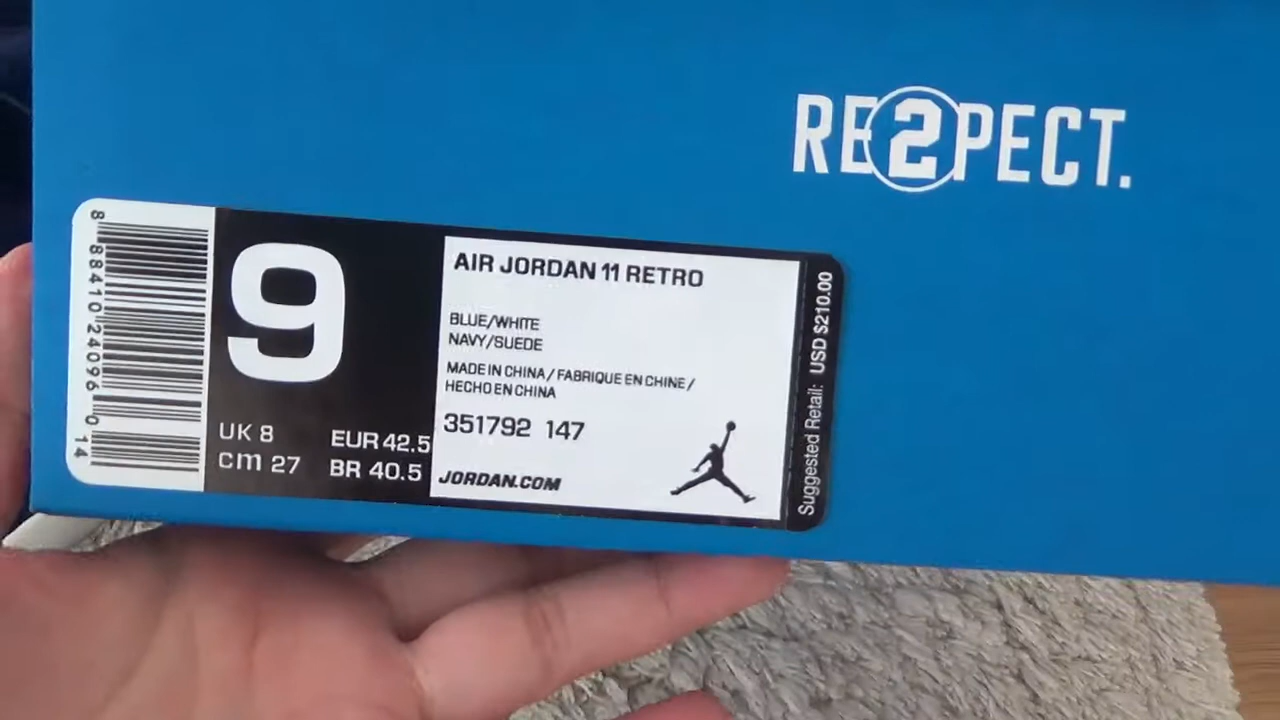 RE2PECT.
8 88410 24096 0 14
9
UK 8 EUR 42.5
cm 27 BR 40.5
AIR JORDAN 11 RETRO
BLUE/WHITE
NAVY/SUEDE
MADE IN CHINA / FABRIQUE EN CHINE /
HECHO EN CHINA
351792 147
JORDAN.COM
Suggested Retail: USD $210.00